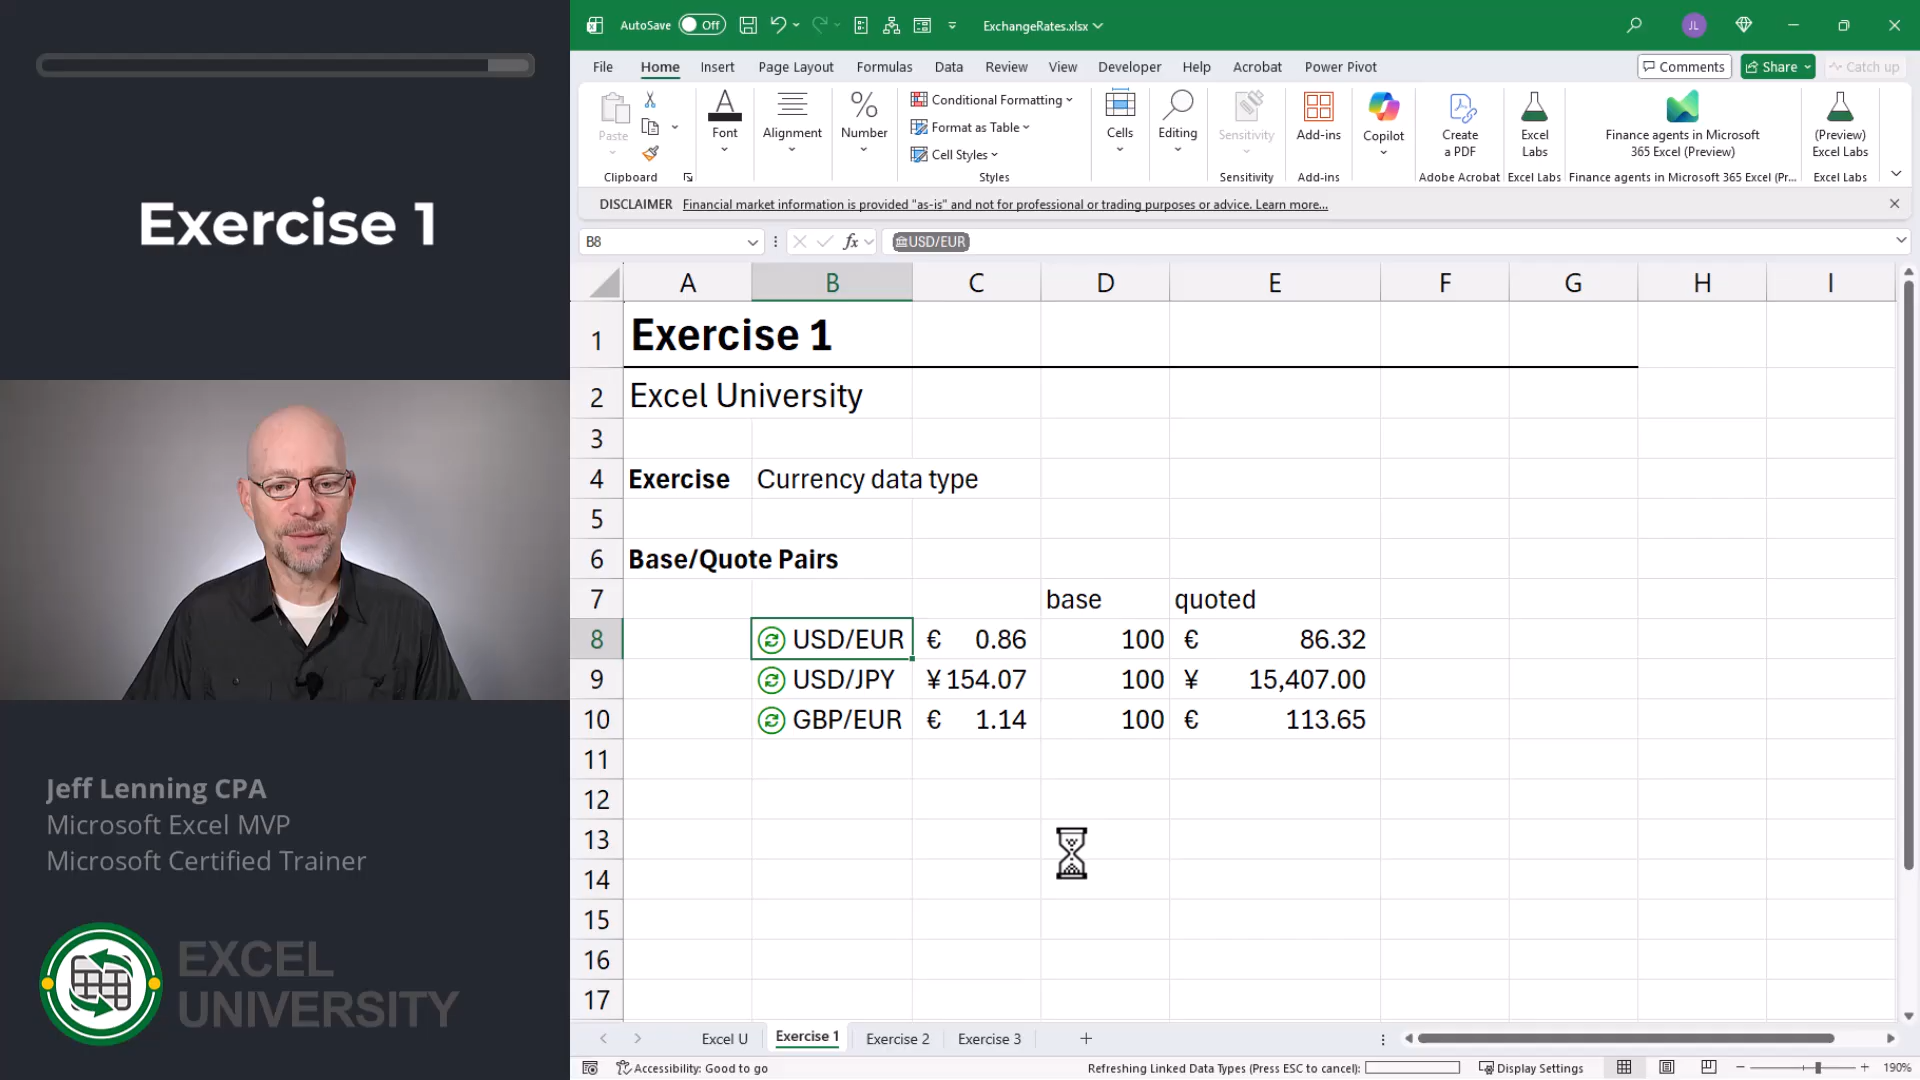 Exercise 1
Jeff Lenning CPA
Microsoft Excel MVP
Microsoft Certified Trainer
EXCEL
UNIVERSITY
AutoSave Off ExchangeRates.xlsx JL
File Home Insert Page Layout Formulas Data Review View Developer Help Acrobat Power Pivot Comments Share Catch up
Paste Font Alignment Number Conditional Formatting Format as Table Cell Styles Cells Editing Sensitivity Add-ins Copilot
Create a PDF
Excel Labs
Finance agents in Microsoft 365 Excel (Preview)
(Preview) Excel Labs
Clipboard Styles Sensitivity Add-ins Adobe Acrobat Excel Labs Finance agents in Microsoft 365 Excel (Pr... Excel Labs
DISCLAIMER Financial market information is provided "as-is" and not for professional or trading purposes or advice. Learn more...
B8 fx USD/EUR
A B C D E F G H I
1 Exercise 1
2 Excel University
3
4 Exercise Currency data type
5
6 Base/Quote Pairs
7 base quoted
8 USD/EUR € 0.86 100 € 86.32
9 USD/JPY ¥ 154.07 100 ¥ 15,407.00
10 GBP/EUR € 1.14 100 € 113.65
11
12
13
14
15
16
17
Excel U Exercise 1 Exercise 2 Exercise 3
Accessibility: Good to go Refreshing Linked Data Types (Press ESC to cancel): Display Settings 190%